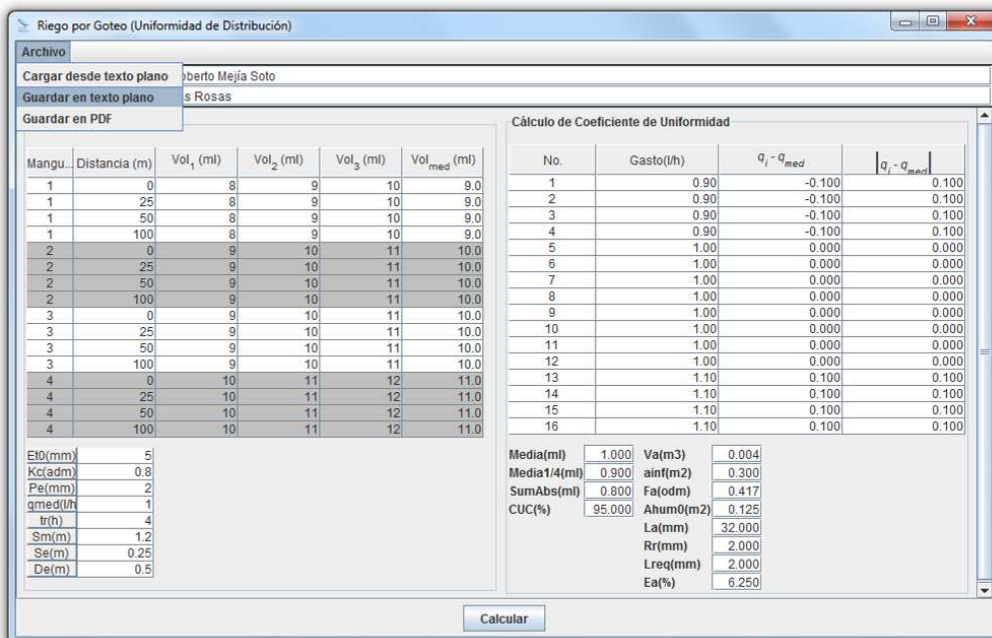 Riego por Goteo (Uniformidad de Distribución)
Archivo
Cargar desde texto plano
Guardar en texto plano
Guardar en PDF
oberto Mejía Soto
s Rosas
Cálculo de Coeficiente de Uniformidad
Mangu... Distancia (m) Vol1 (ml) Vol2 (ml) Vol3 (ml) Volmed (ml)
1 0 8 9 10 9.0
1 25 8 9 10 9.0
1 50 8 9 10 9.0
1 100 8 9 10 9.0
2 0 9 10 11 10.0
2 25 9 10 11 10.0
2 50 9 10 11 10.0
2 100 9 10 11 10.0
3 0 9 10 11 10.0
3 25 9 10 11 10.0
3 50 9 10 11 10.0
3 100 9 10 11 10.0
4 0 10 11 12 11.0
4 25 10 11 12 11.0
4 50 10 11 12 11.0
4 100 10 11 12 11.0
Et0(mm) 5
Kc(adm) 0.8
Pe(mm) 2
qmed(l/h 1
tr(h) 4
Sm(m) 1.2
Se(m) 0.25
De(m) 0.5
No. Gasto(l/h) qi - qmed |qi - qmed|
1 0.90 -0.100 0.100
2 0.90 -0.100 0.100
3 0.90 -0.100 0.100
4 0.90 -0.100 0.100
5 1.00 0.000 0.000
6 1.00 0.000 0.000
7 1.00 0.000 0.000
8 1.00 0.000 0.000
9 1.00 0.000 0.000
10 1.00 0.000 0.000
11 1.00 0.000 0.000
12 1.00 0.000 0.000
13 1.10 0.100 0.100
14 1.10 0.100 0.100
15 1.10 0.100 0.100
16 1.10 0.100 0.100
Media(ml) 1.000 Va(m3) 0.004
Media1/4(ml) 0.900 ainf(m2) 0.300
SumAbs(ml) 0.800 Fa(odm) 0.417
CUC(%) 95.000 Ahum0(m2) 0.125
La(mm) 32.000
Rr(mm) 2.000
Lreq(mm) 2.000
Ea(%) 6.250
Calcular